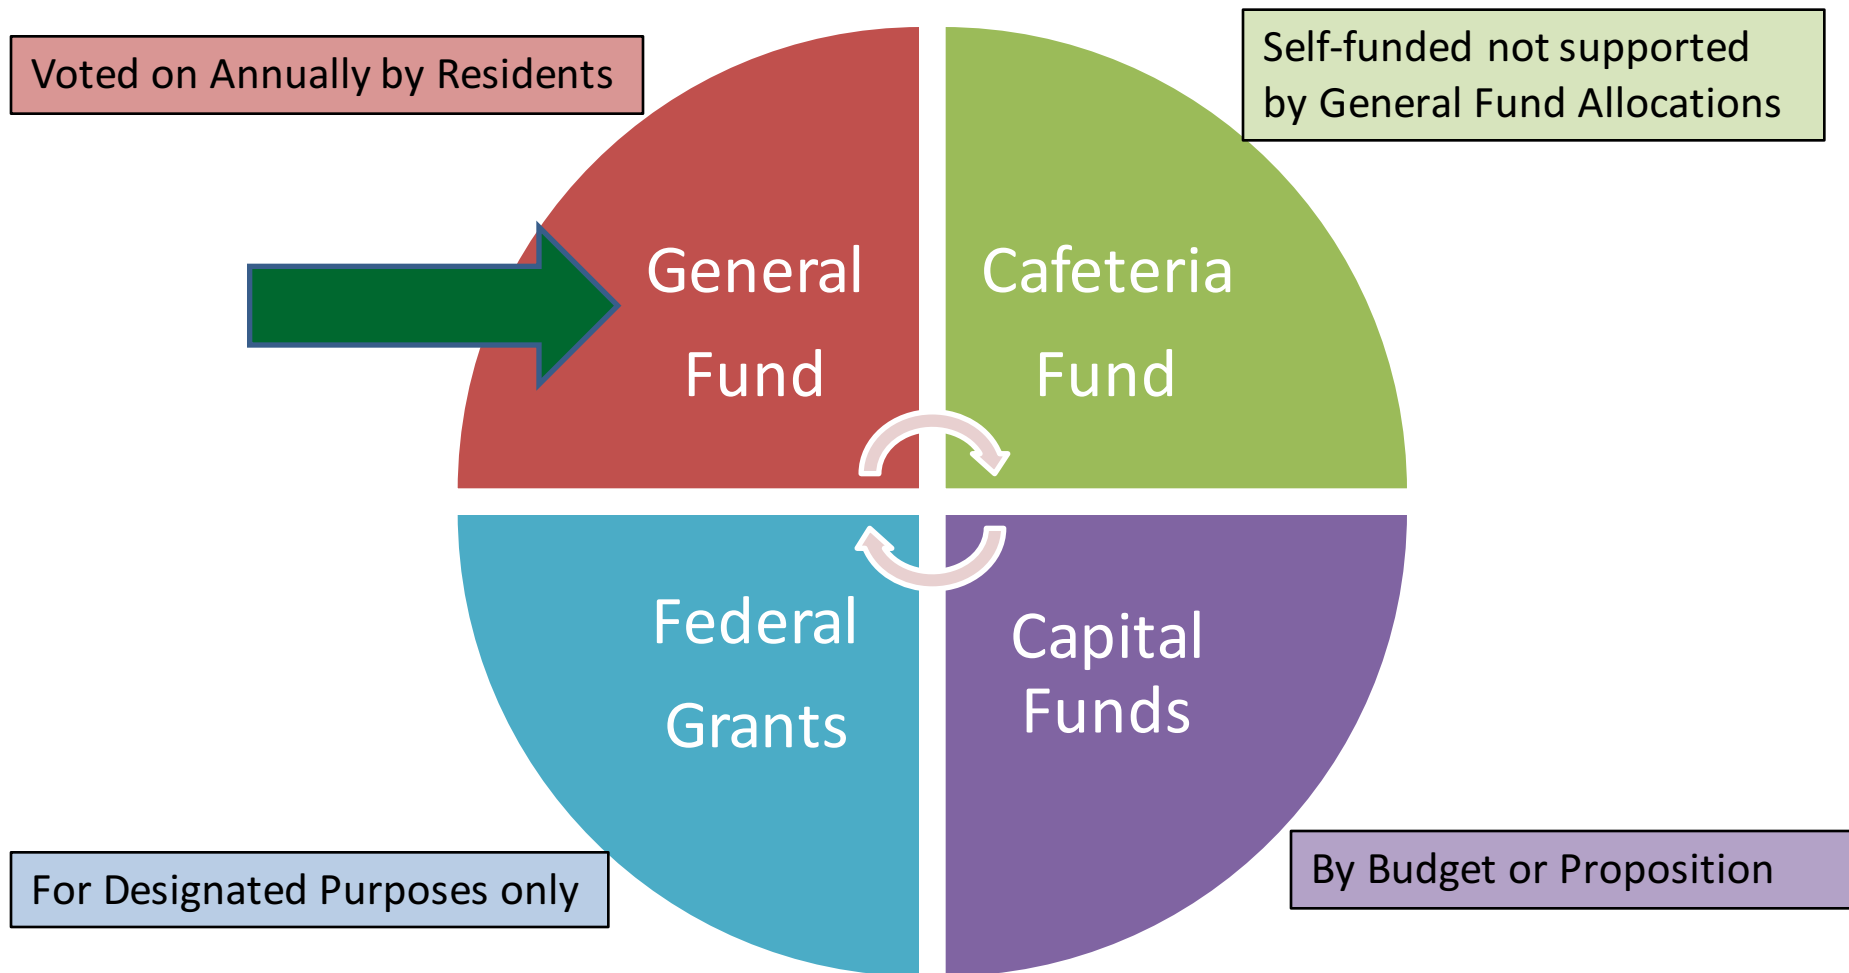 Voted on Annually by Residents
Self-funded not supported
by General Fund Allocations
General
Fund
Cafeteria
Fund
Federal
Grants
Capital
Funds
For Designated Purposes only
By Budget or Proposition